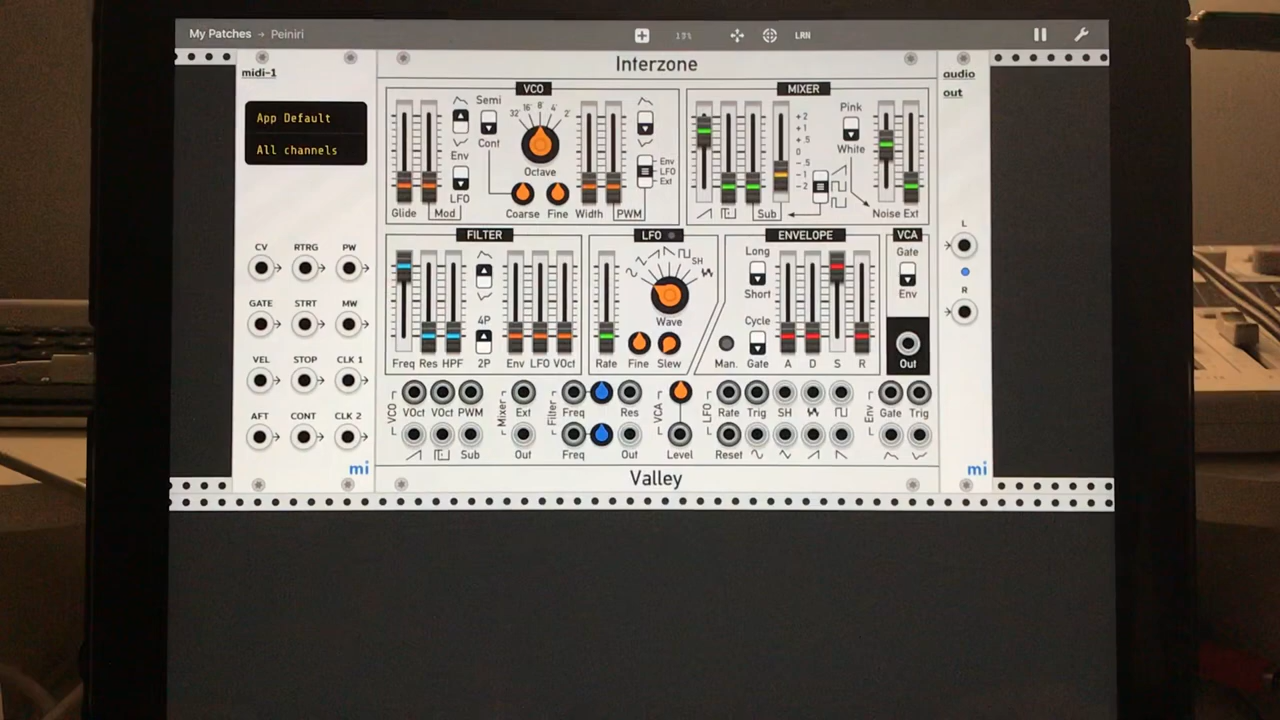 My Patches → Peiniri
13%
LRN
midi-1
App Default
All channels
CV RTRG PW
GATE STRT MW
VEL STOP CLK 1
AFT CONT CLK 2
mi
Interzone
VCO
Semi
Cont
Env
LFO
32' 16' 8' 4' 2'
Octave
Env
LFO
Ext
Glide Mod Coarse Fine Width PWM
MIXER
+2
+1
+.5
0
-.5
-1
-2
Pink
White
Sub
Noise Ext
FILTER
4P
2P
Freq Res HPF Env LFO VOct
LFO
SH
Wave
Rate Fine Slew
ENVELOPE
Long
Short
Cycle
Gate
Man. A D S R
VCA
Gate
Env
Out
VCO
VOct VOct PWM
Sub
Mixer
Ext
Out
Filter
Freq Res
Freq Out
VCA
Level
LFO
Rate Trig SH
Reset
Env
Gate Trig
Valley
audio
out
L
R
mi